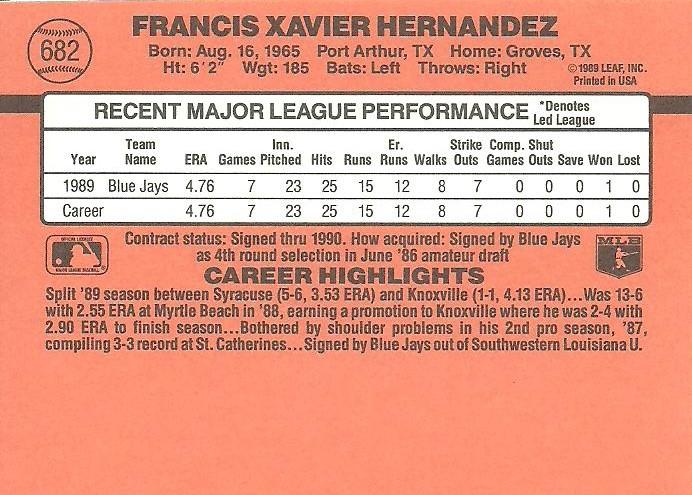 682
FRANCIS XAVIER HERNANDEZ
Born: Aug. 16, 1965 Port Arthur, TX Home: Groves, TX
Ht: 6'2" Wgt: 185 Bats: Left Throws: Right
©1989 LEAF, INC.
Printed in USA
RECENT MAJOR LEAGUE PERFORMANCE *Denotes Led League
Year Team Name ERA Games Inn. Pitched Hits Runs Er. Runs Walks Strike Outs Comp. Games Shut Outs Save Won Lost
1989 Blue Jays 4.76 7 23 25 15 12 8 7 0 0 0 1 0
Career 4.76 7 23 25 15 12 8 7 0 0 0 1 0
Contract status: Signed thru 1990. How acquired: Signed by Blue Jays
as 4th round selection in June '86 amateur draft
MLB
CAREER HIGHLIGHTS
Split '89 season between Syracuse (5-6, 3.53 ERA) and Knoxville (1-1, 4.13 ERA)...Was 13-6
with 2.55 ERA at Myrtle Beach in '88, earning a promotion to Knoxville where he was 2-4 with
2.90 ERA to finish season...Bothered by shoulder problems in his 2nd pro season, '87,
compiling 3-3 record at St. Catherines...Signed by Blue Jays out of Southwestern Louisiana U.